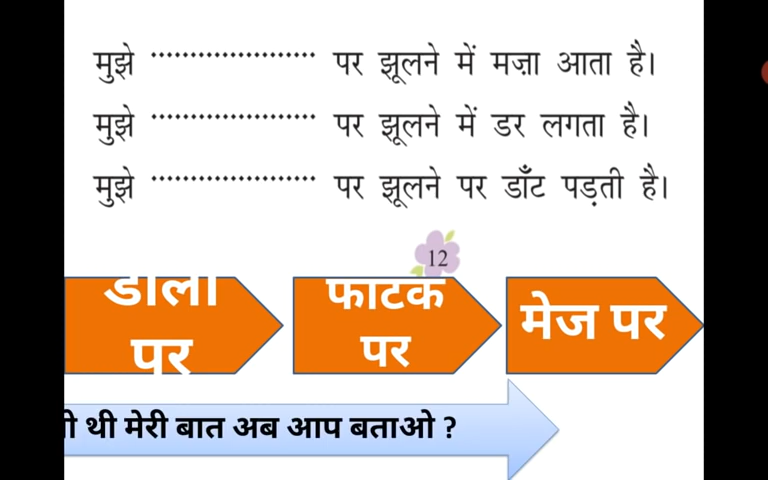 मुझे ...................... पर झूलने में मज़ा आता है।
मुझे ...................... पर झूलने में डर लगता है।
मुझे ...................... पर झूलने पर डाँट पड़ती है।
12
पर
फाटक
पर
मेज पर
थी मेरी बात अब आप बताओ ?